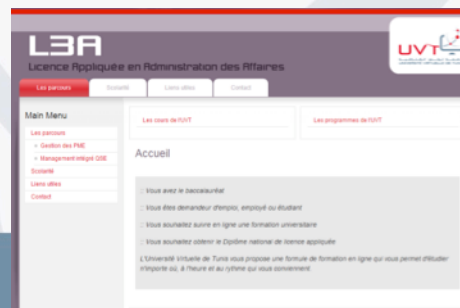 L3A
Licence Appliquée en Administration des Affaires
UVT
Les parcours
Scolarité
Liens utiles
Contact
Main Menu
Les parcours
Gestion des PME
Management intégré QSE
Scolarité
Liens utiles
Contact
Les cours de l'UVT
Les programmes de l'UVT
Accueil
:: Vous avez le baccalauréat
:: Vous êtes demandeur d'emploi, employé ou étudiant
:: Vous souhaitez suivre en ligne une formation universitaire
:: Vous souhaitez obtenir le Diplôme national de licence appliquée
L'Université Virtuelle de Tunis vous propose une formule de formation en ligne qui vous permet d'étudier
n'importe où, à l'heure et au rythme qui vous conviennent.